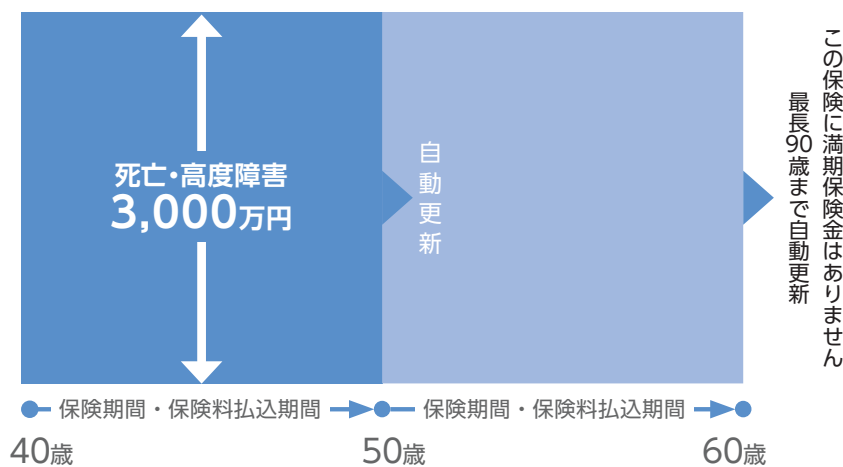 死亡・高度障害
3,000万円
自動更新
この保険に満期保険金はありません
最長90歳まで自動更新
保険期間・保険料払込期間
保険期間・保険料払込期間
40歳
50歳
60歳